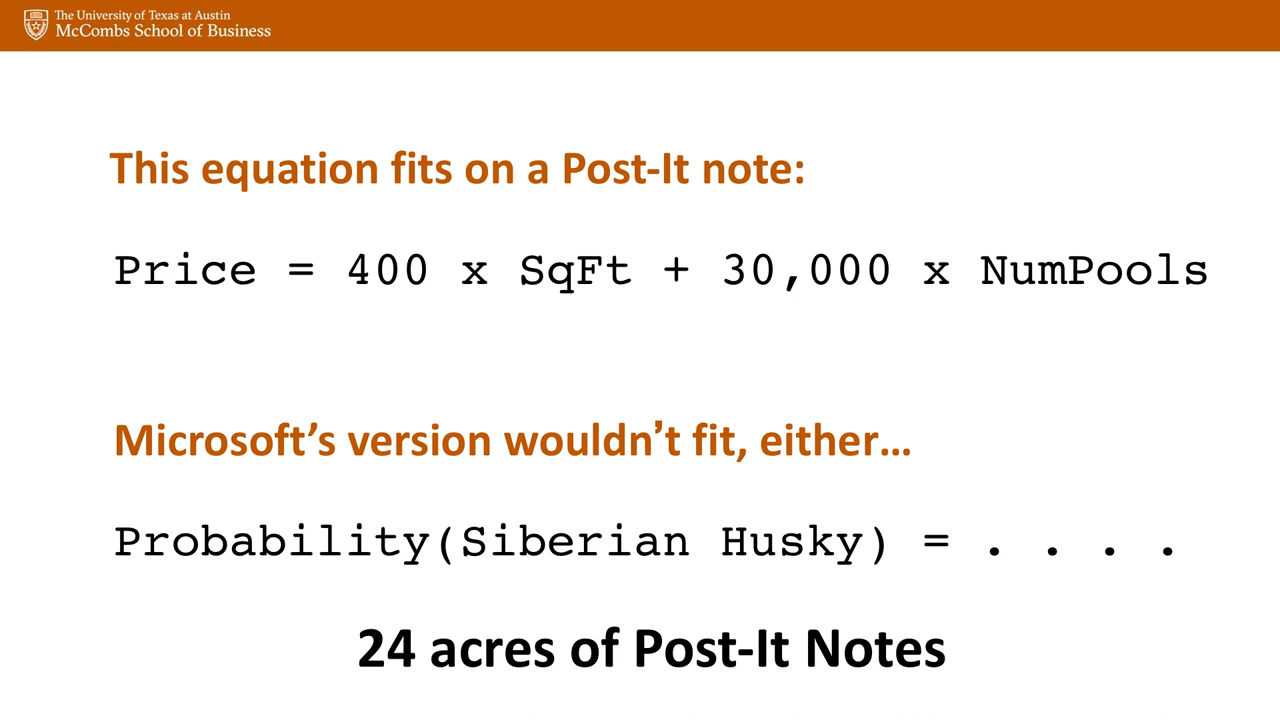 The University of Texas at Austin
McCombs School of Business
This equation fits on a Post-It note:
Price = 400 x SqFt + 30,000 x NumPools
Microsoft’s version wouldn’t fit, either…
Probability(Siberian Husky) = . . . .
24 acres of Post-It Notes